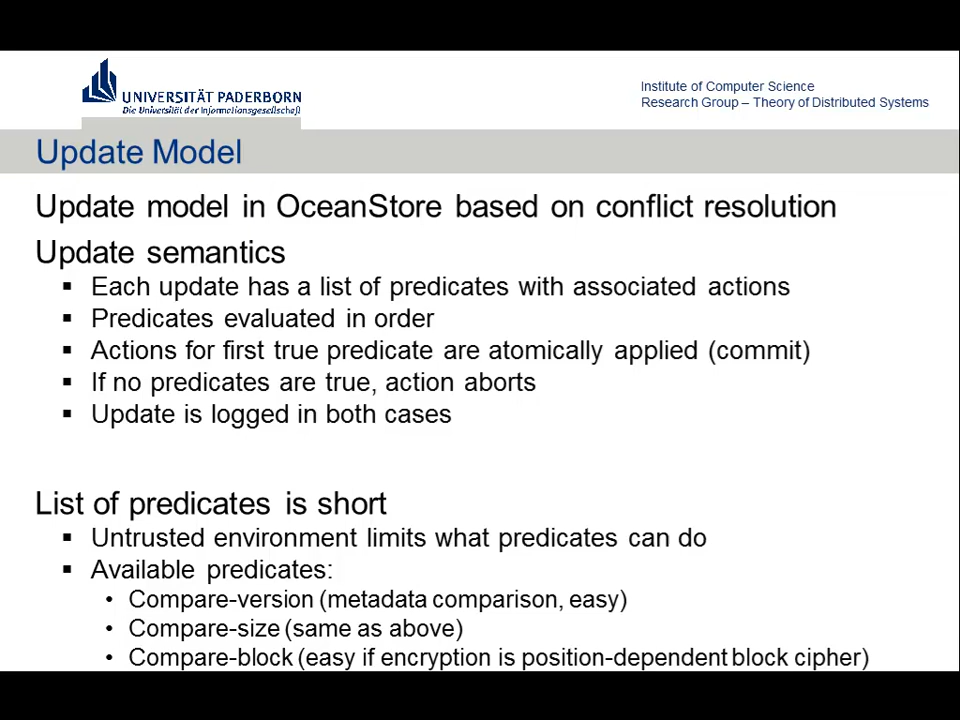 UNIVERSITÄT PADERBORN
Die Universität der Informationsgesellschaft
Institute of Computer Science
Research Group – Theory of Distributed Systems
Update Model
Update model in OceanStore based on conflict resolution
Update semantics
▪ Each update has a list of predicates with associated actions
▪ Predicates evaluated in order
▪ Actions for first true predicate are atomically applied (commit)
▪ If no predicates are true, action aborts
▪ Update is logged in both cases
List of predicates is short
▪ Untrusted environment limits what predicates can do
▪ Available predicates:
• Compare-version (metadata comparison, easy)
• Compare-size (same as above)
• Compare-block (easy if encryption is position-dependent block cipher)